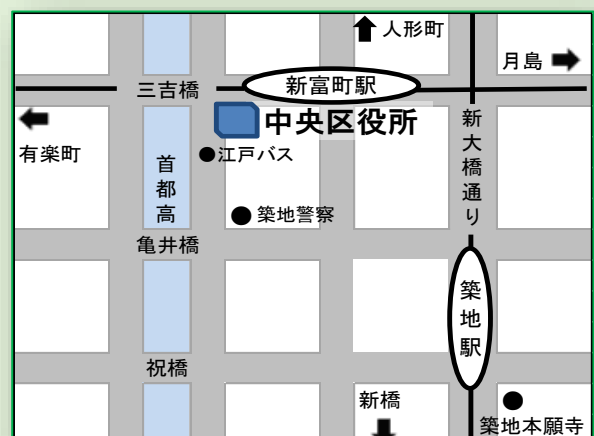 人形町
月島
三吉橋
新富町駅
中央区役所
有楽町
江戸バス
首都高
新大橋通り
築地警察
亀井橋
築地駅
祝橋
新橋
築地本願寺